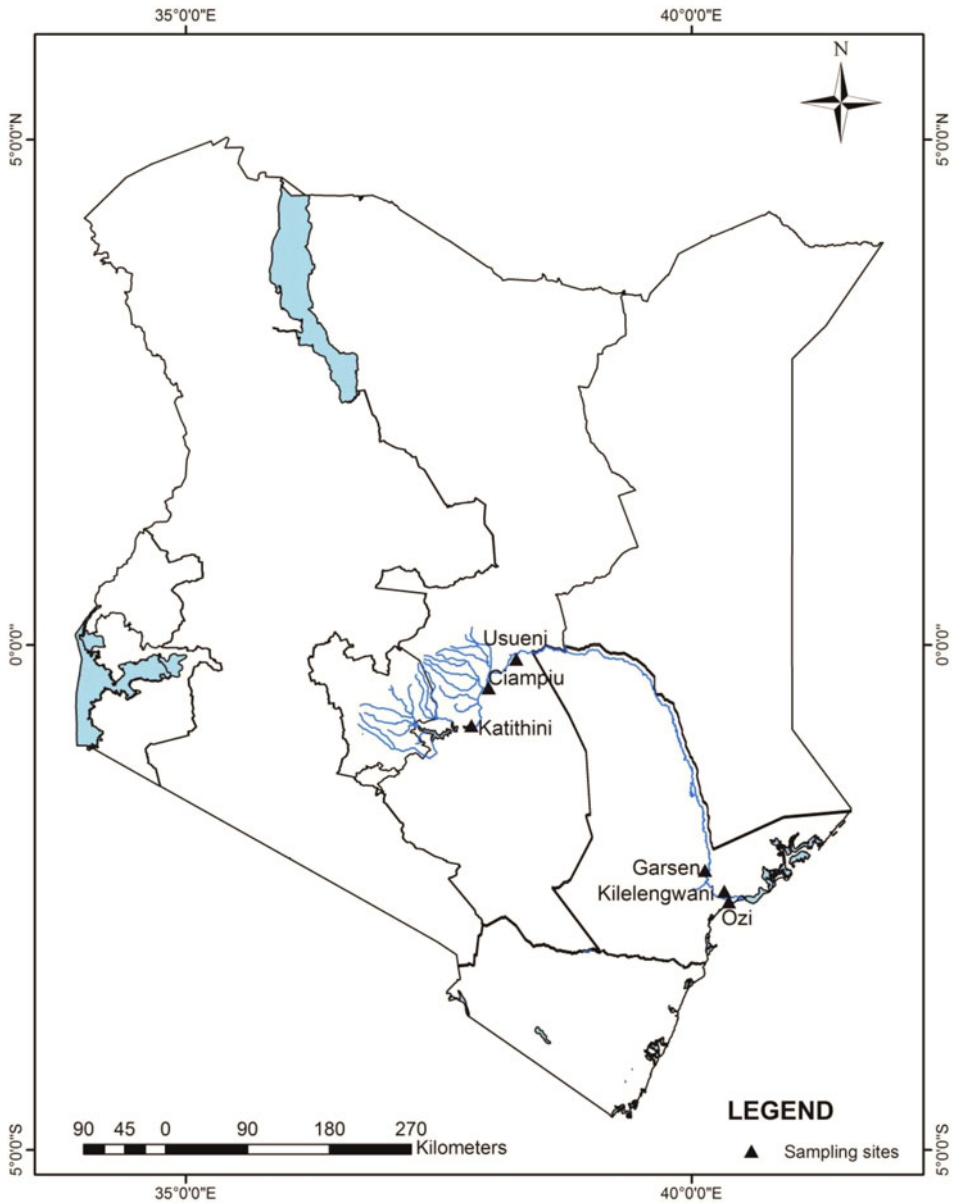 35°0'0"E 40°0'0"E
N
5°0'0"N 5°0'0"N
0°0'0" 0°0'0"
Usueni
Ciampiu
Katithini
Garsen
Kilelengwani
Ozi
LEGEND
90 45 0 90 180 270 Kilometers
Sampling sites
5°0'0"S 5°0'0"S
35°0'0"E 40°0'0"E